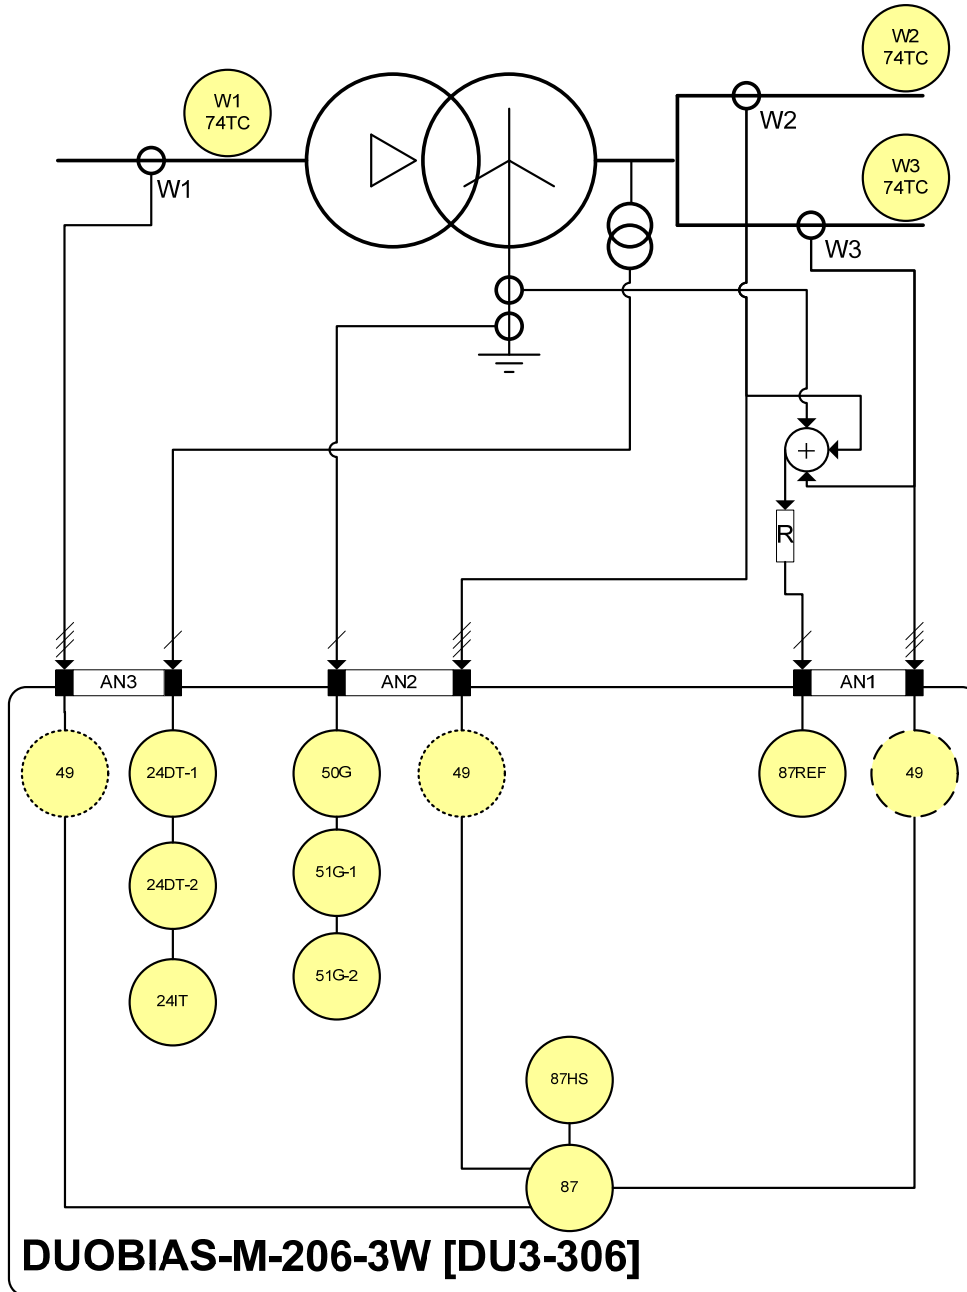 W2
74TC
W1
74TC
W2
W3
74TC
W1
W3
+
R
AN3
AN2
AN1
49
24DT-1
50G
49
87REF
49
24DT-2
51G-1
24IT
51G-2
87HS
87
DUOBIAS-M-206-3W [DU3-306]